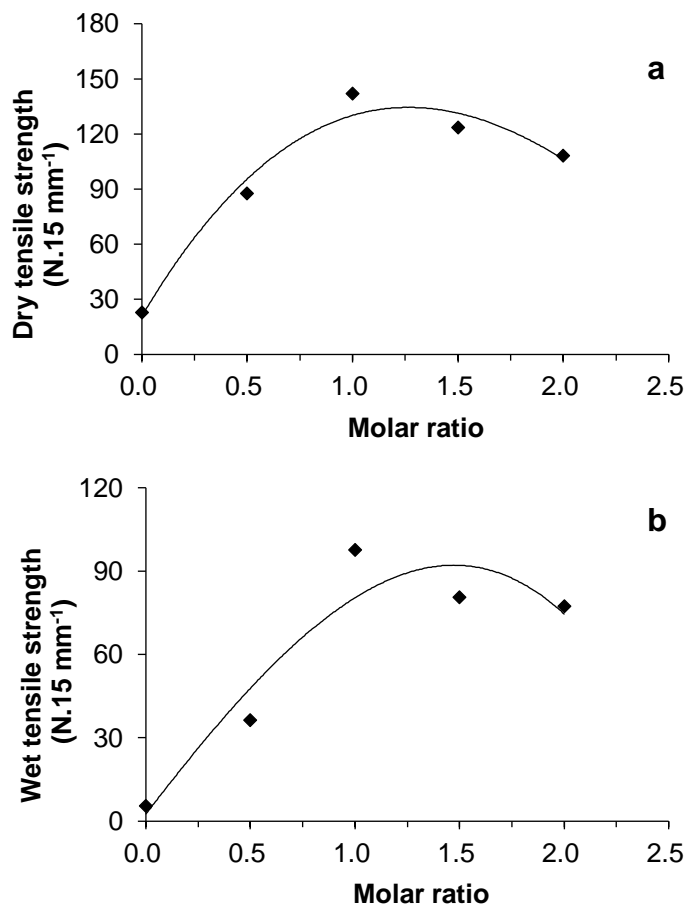 180
150
120
90
60
30
0
0.0 0.5 1.0 1.5 2.0 2.5
Dry tensile strength
(N.15 mm⁻¹)
Molar ratio
a
120
90
60
30
0
0.0 0.5 1.0 1.5 2.0 2.5
Wet tensile strength
(N.15 mm⁻¹)
Molar ratio
b